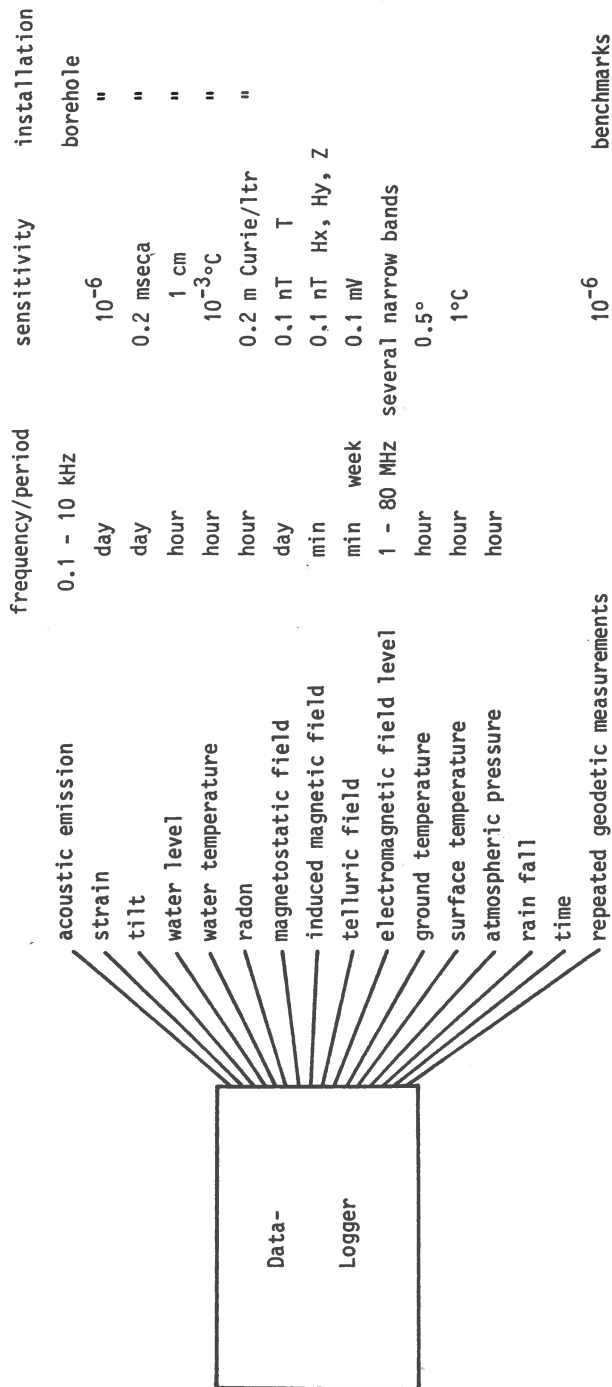 frequency/period sensitivity installation
acoustic emission 0.1 - 10 kHz borehole
strain day 10⁻⁶ "
tilt day 0.2 mseca "
water level hour 1 cm "
water temperature hour 10⁻³°C "
radon hour 0.2 m Curie/ltr "
magnetostatic field day 0.1 nT T
induced magnetic field min 0.1 nT Hx, Hy, Z
telluric field min week 0.1 mV
electromagnetic field level 1 - 80 MHz several narrow bands
ground temperature hour 0.5°
surface temperature hour 1°C
atmospheric pressure hour
rain fall
time
repeated geodetic measurements 10⁻⁶ benchmarks
Data-
Logger